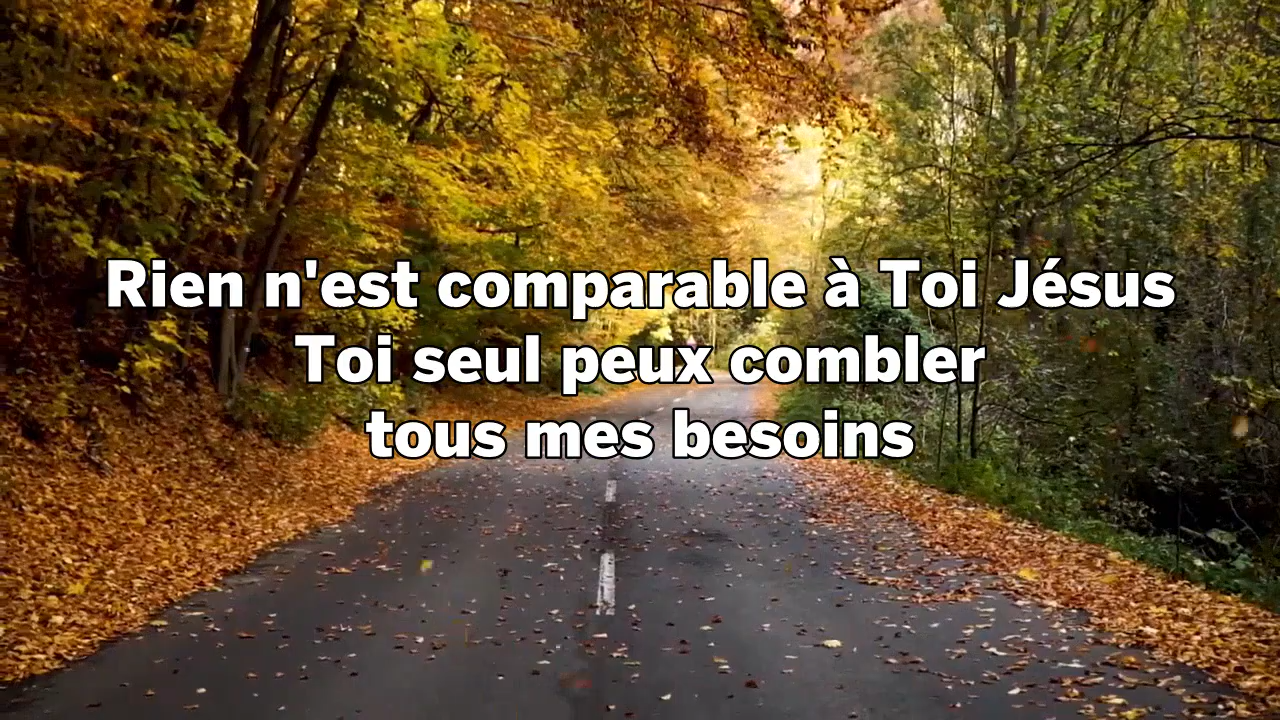 Rien n'est comparable à Toi Jésus
Toi seul peux combler
tous mes besoins